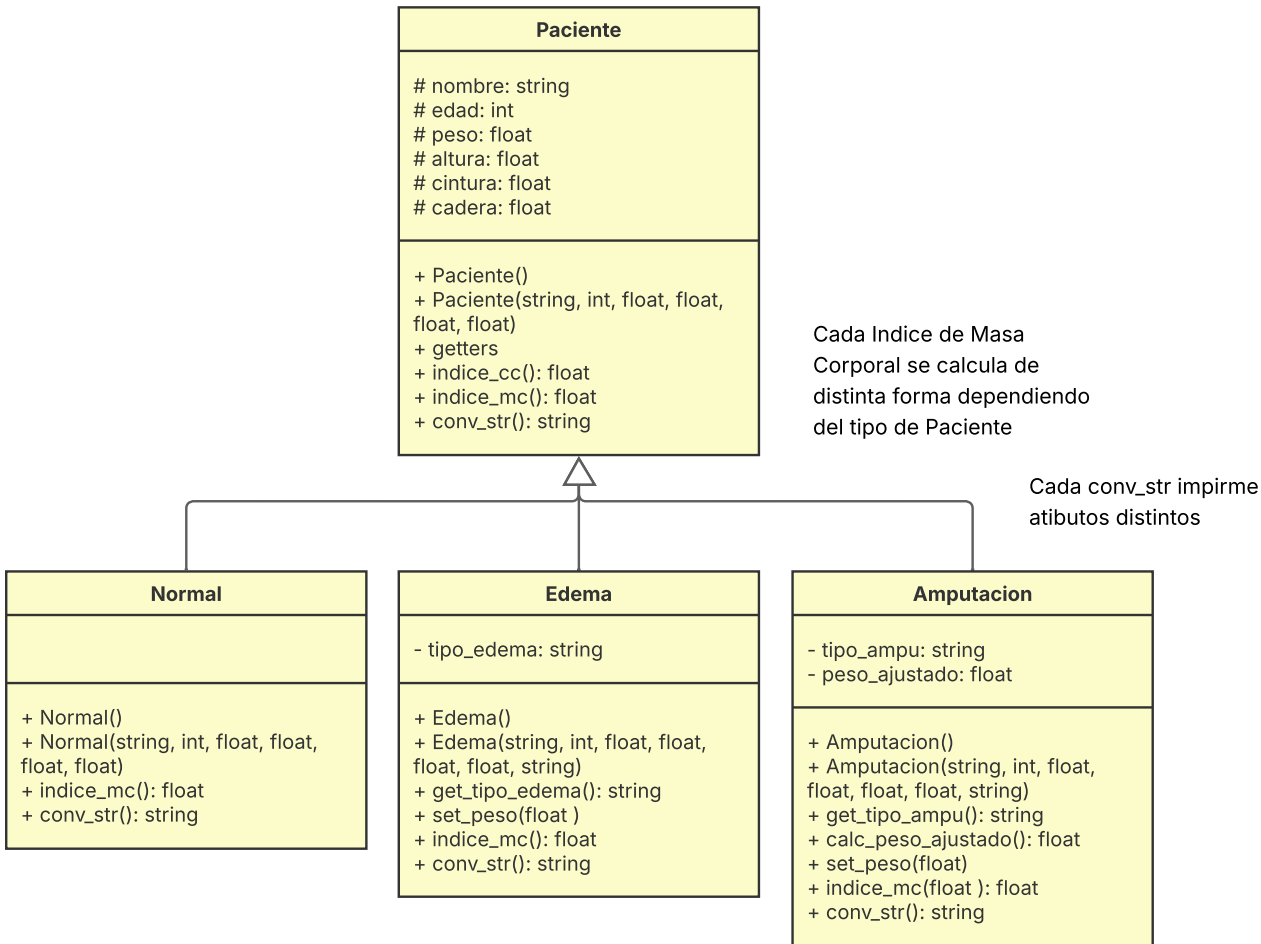 Paciente
# nombre: string
# edad: int
# peso: float
# altura: float
# cintura: float
# cadera: float
+ Paciente()
+ Paciente(string, int, float, float,
float, float)
+ getters
+ indice_cc(): float
+ indice_mc(): float
+ conv_str(): string
Cada Indice de Masa
Corporal se calcula de
distinta forma dependiendo
del tipo de Paciente
Cada conv_str impirme
atibutos distintos
Normal
+ Normal()
+ Normal(string, int, float, float,
float, float)
+ indice_mc(): float
+ conv_str(): string
Edema
- tipo_edema: string
+ Edema()
+ Edema(string, int, float, float,
float, float, string)
+ get_tipo_edema(): string
+ set_peso(float )
+ indice_mc(): float
+ conv_str(): string
Amputacion
- tipo_ampu: string
- peso_ajustado: float
+ Amputacion()
+ Amputacion(string, int, float,
float, float, float, string)
+ get_tipo_ampu(): string
+ calc_peso_ajustado(): float
+ set_peso(float)
+ indice_mc(float ): float
+ conv_str(): string